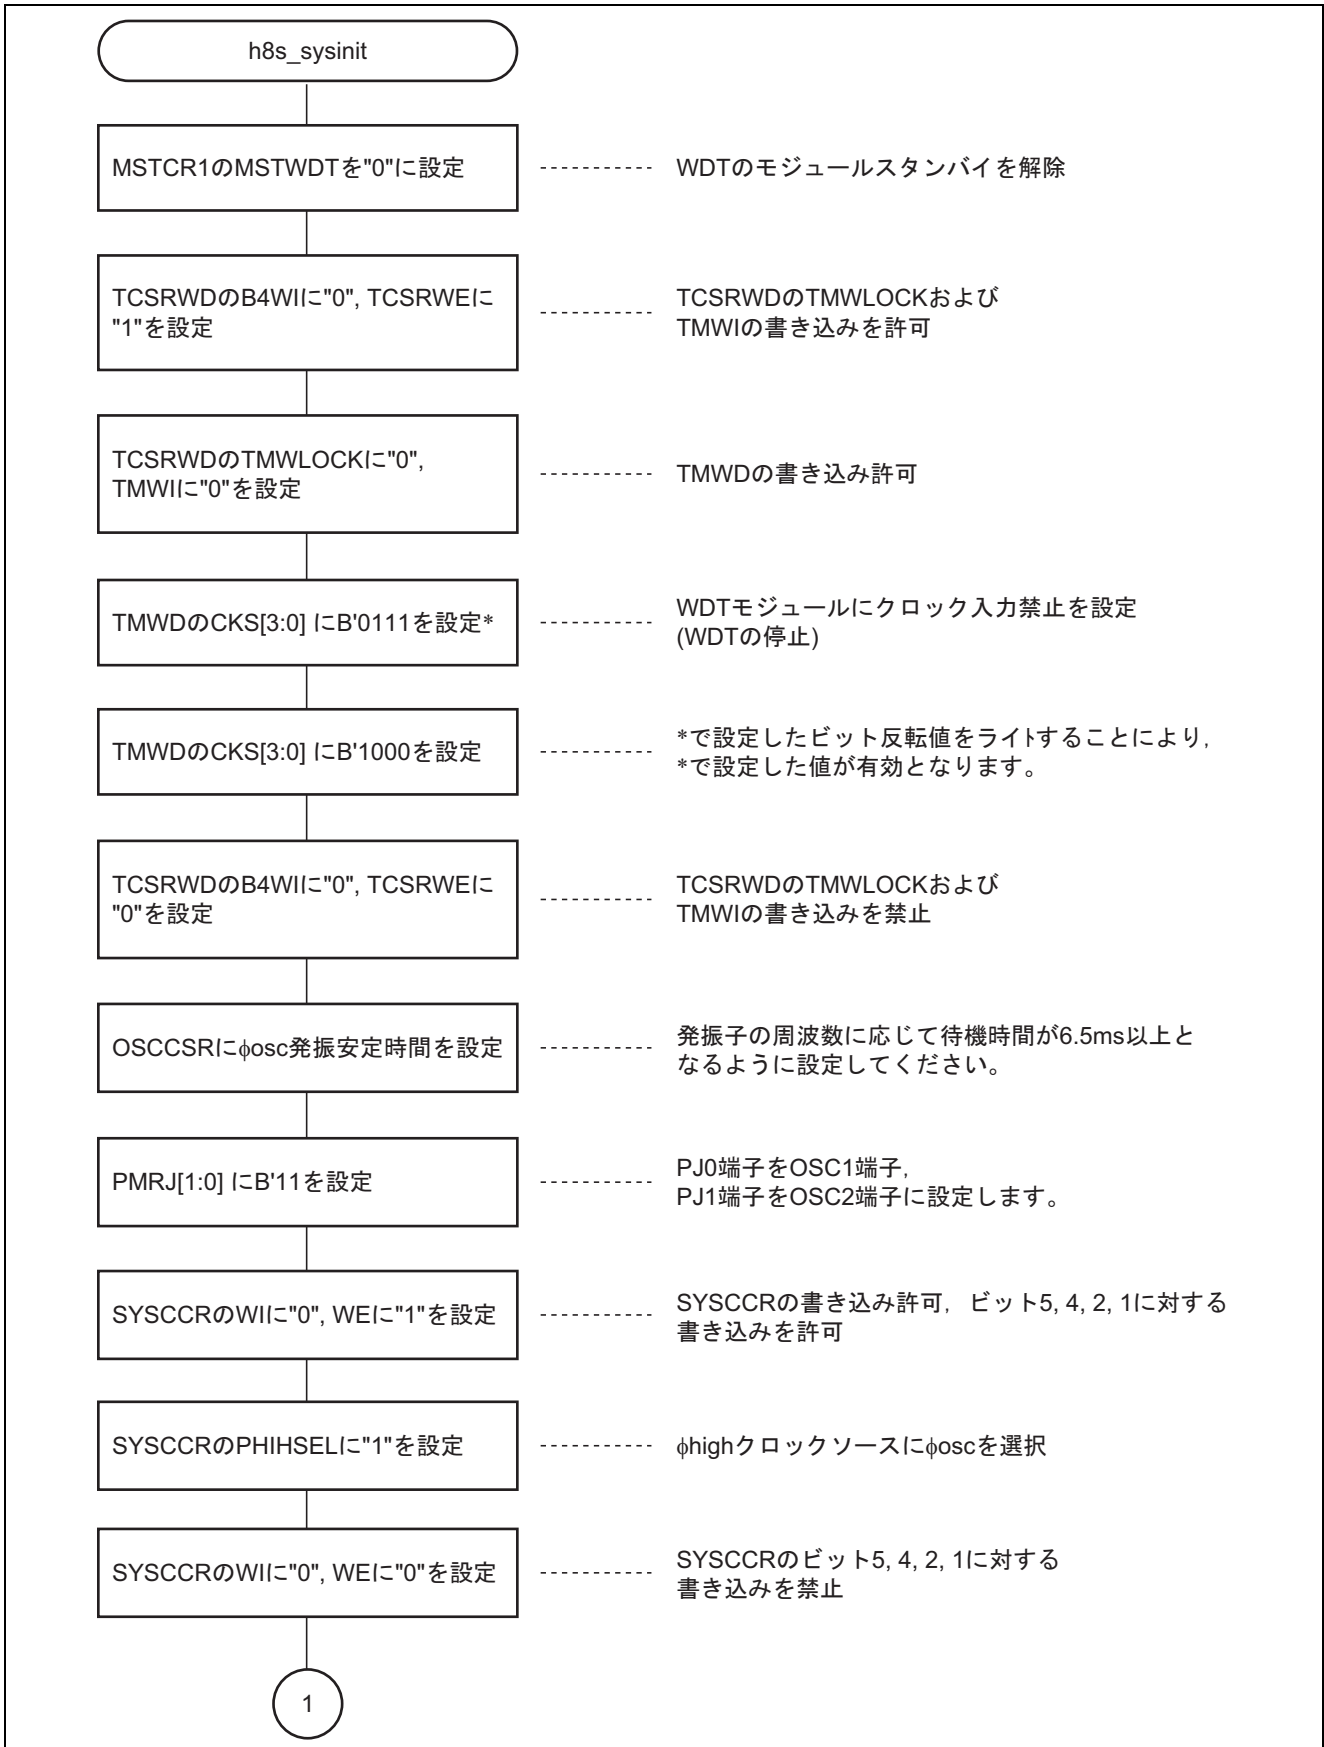 h8s_sysinit
MSTCR1のMSTWDTを"0"に設定
WDTのモジュールスタンバイを解除
TCSRWDのB4WIに"0", TCSRWEに
"1"を設定
TCSRWDのTMWLOCKおよび
TMWIの書き込みを許可
TCSRWDのTMWLOCKに"0",
TMWIに"0"を設定
TMWDの書き込み許可
TMWDのCKS[3:0] にB'0111を設定*
WDTモジュールにクロック入力禁止を設定
(WDTの停止)
TMWDのCKS[3:0] にB'1000を設定
*で設定したビット反転値をライトすることにより,
*で設定した値が有効となります。
TCSRWDのB4WIに"0", TCSRWEに
"0"を設定
TCSRWDのTMWLOCKおよび
TMWIの書き込みを禁止
OSCCSRにφosc発振安定時間を設定
発振子の周波数に応じて待機時間が6.5ms以上と
なるように設定してください。
PMRJ[1:0] にB'11を設定
PJ0端子をOSC1端子,
PJ1端子をOSC2端子に設定します。
SYSCCRのWIに"0", WEに"1"を設定
SYSCCRの書き込み許可, ビット5, 4, 2, 1に対する
書き込みを許可
SYSCCRのPHIHSELに"1"を設定
φhighクロックソースにφoscを選択
SYSCCRのWIに"0", WEに"0"を設定
SYSCCRのビット5, 4, 2, 1に対する
書き込みを禁止
1